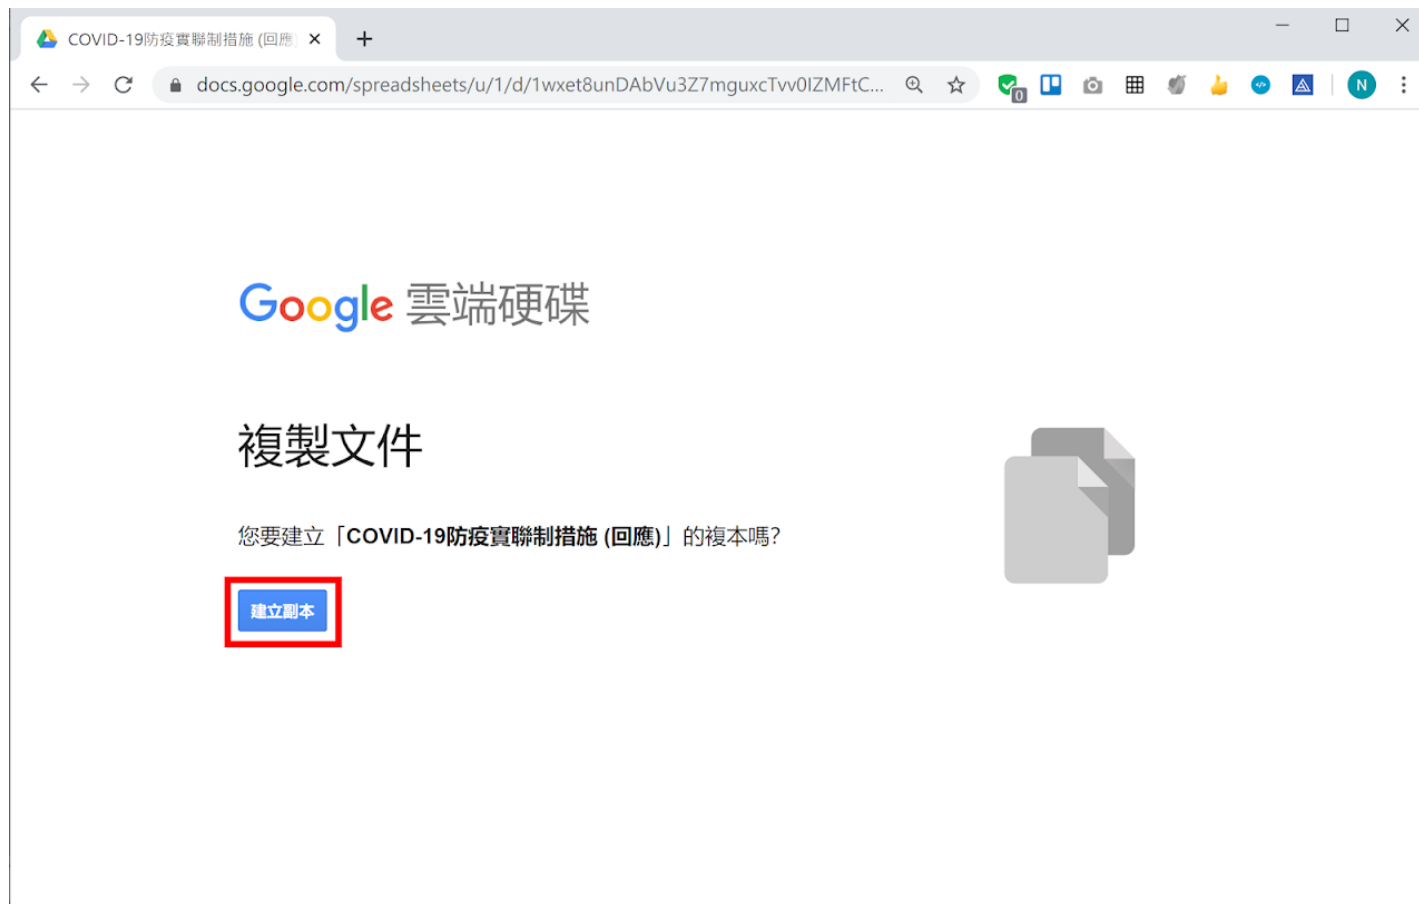 COVID-19防疫實聯制措施 (回應)
docs.google.com/spreadsheets/u/1/d/1wxet8unDAbVu3Z7mguxcTvv0IZMFtC...
0
N
Google 雲端硬碟
複製文件
您要建立「COVID-19防疫實聯制措施 (回應)」的複本嗎?
建立副本